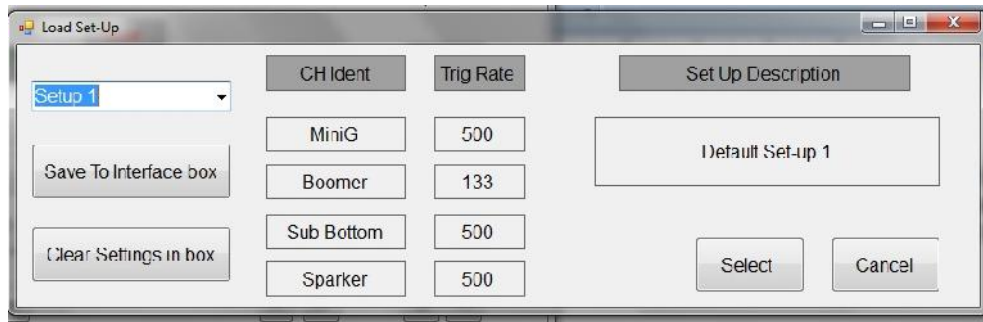 Load Set-Up
Setup 1
Save To Interface box
Clear Settings in box
CH Ident
Trig Rate
MiniG
500
Boomer
133
Sub Bottom
500
Sparker
500
Set Up Description
Default Set-up 1
Select
Cancel